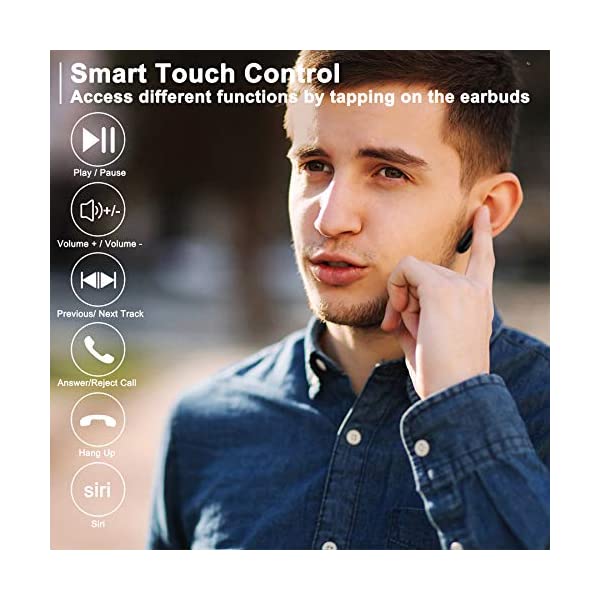 Smart Touch Control
Access different functions by tapping on the earbuds
Play / Pause
+/-
Volume + / Volume -
Previous/ Next Track
Answer/Reject Call
Hang Up
siri
Siri